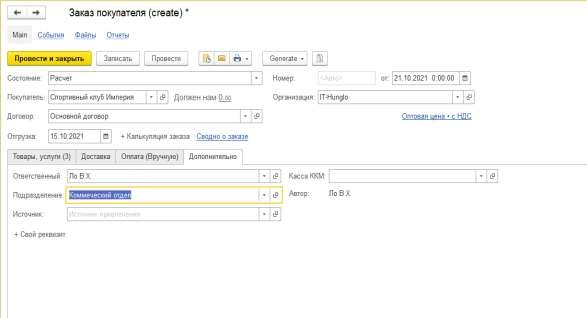 Заказ покупателя (create) *
Main События Файлы Отчеты
Провести и закрыть Записать Провести Generate
Состояние: Расчет Номер: <Авто> от: 21.10.2021 0:00:00
Покупатель: Спортивный клуб Империя Должен нам 0,00 Организация: IT-Hunglo
Договор: Основной договор Оптовая цена • с НДС
Отгрузка: 15.10.2021 + Калькуляция заказа Сводно о заказе
Товары, услуги (3) Доставка Оплата (Вручную) Дополнительно
Ответственный: Ло В.Х. Касса ККМ:
Подразделение: Коммический отдел Автор: Ло В.Х.
Источник: Источник привлечения
+ Свой реквизит